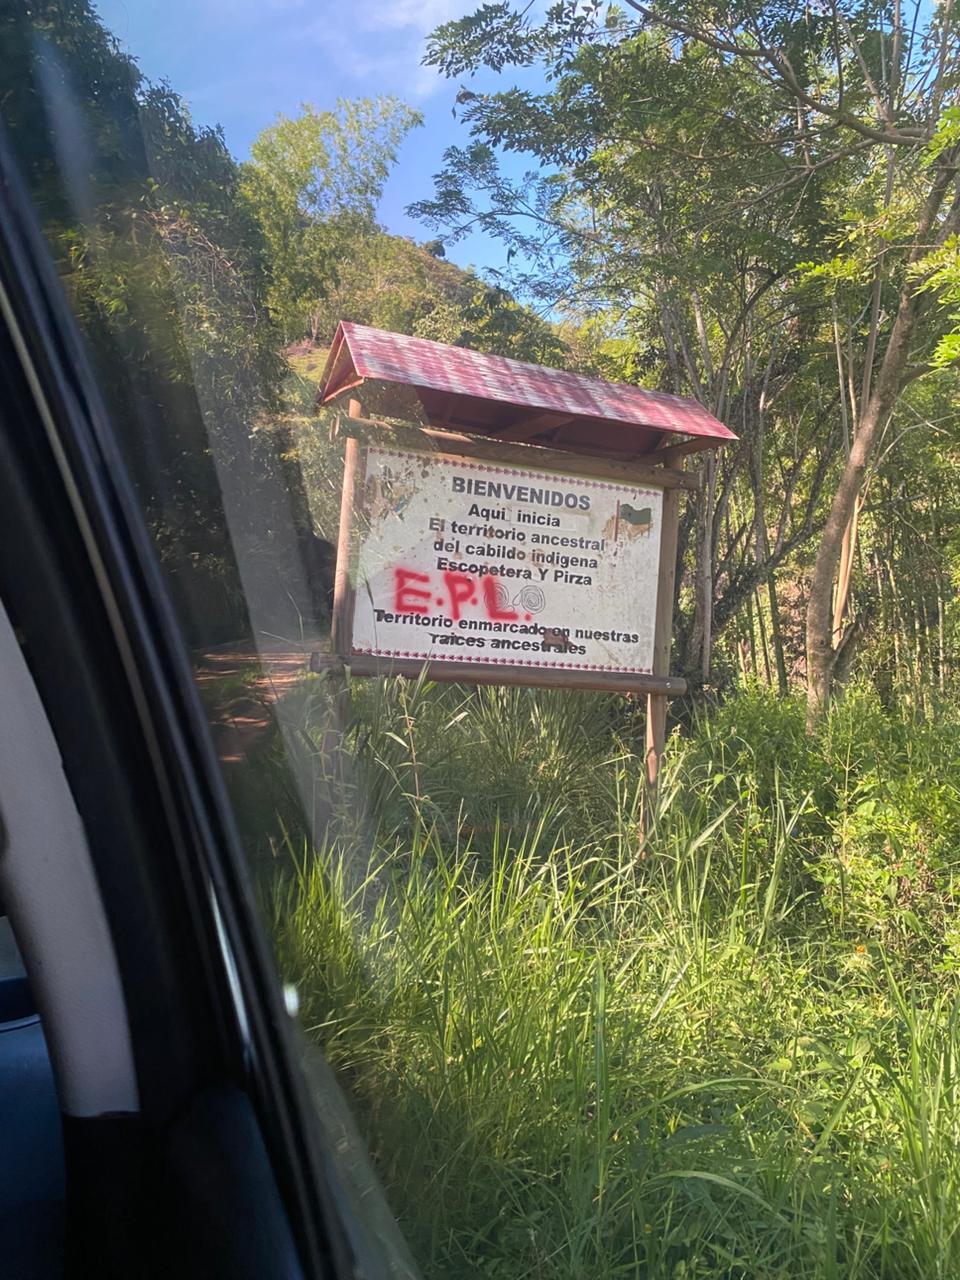 BIENVENIDOS
Aqui inicia
El territorio ancestral
del cabildo indigena
Escopetera Y Pirza
E.P.L.
Territorio enmarcado en nuestras
raices ancestrales